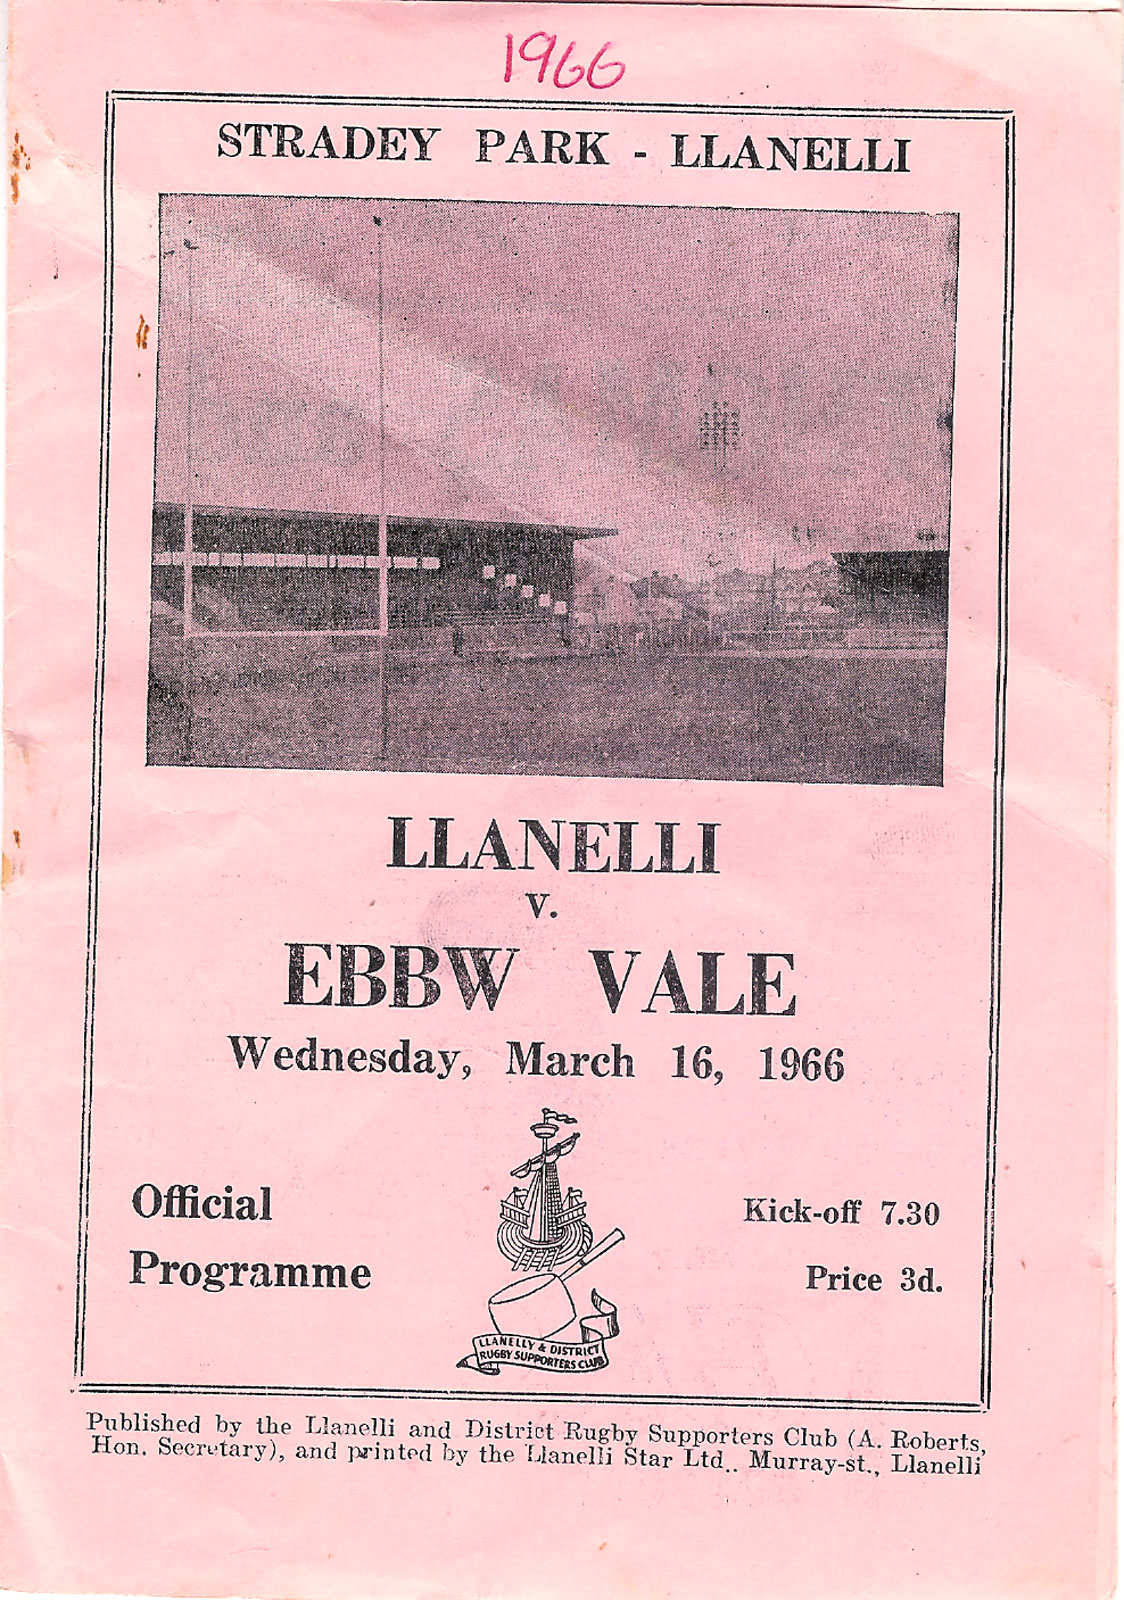 1966
STRADEY PARK - LLANELLI
LLANELLI
v.
EBBW VALE
Wednesday, March 16, 1966
Official
Programme
Kick-off 7.30
Price 3d.
LLANELLY & DISTRICT
RUGBY SUPPORTERS CLUB
Published by the Llanelli and District Rugby Supporters Club (A. Roberts,
Hon. Secretary), and printed by the Llanelli Star Ltd.. Murray-st., Llanelli